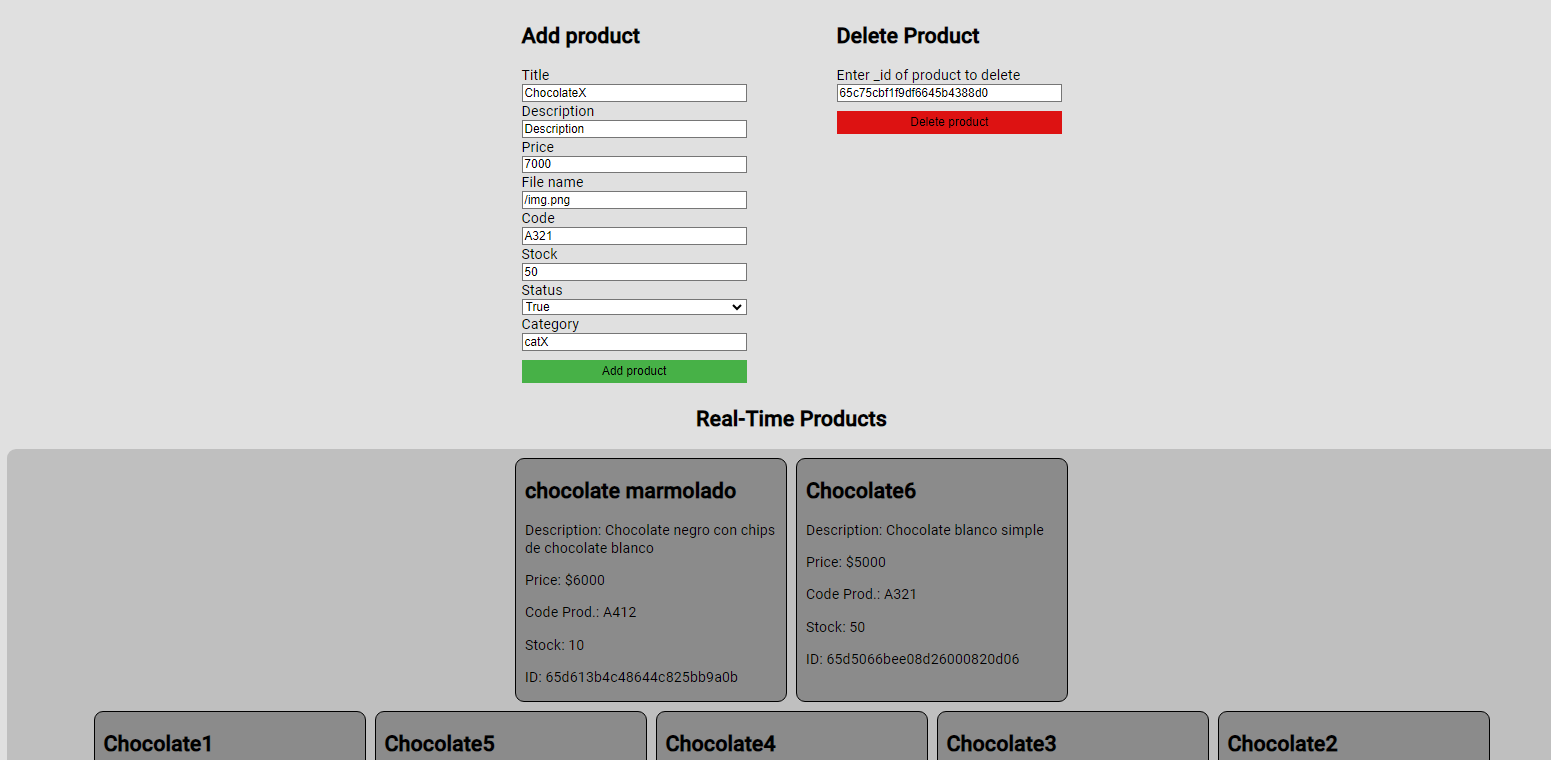 Add product
Title
ChocolateX
Description
Description
Price
7000
File name
/img.png
Code
A321
Stock
50
Status
True
Category
catX
Add product
Delete Product
Enter _id of product to delete
65c75cbf1f9df6645b4388d0
Delete product
Real-Time Products
chocolate marmolado
Description: Chocolate negro con chips
de chocolate blanco
Price: $6000
Code Prod.: A412
Stock: 10
ID: 65d613b4c48644c825bb9a0b
Chocolate6
Description: Chocolate blanco simple
Price: $5000
Code Prod.: A321
Stock: 50
ID: 65d5066bee08d26000820d06
Chocolate1
Chocolate5
Chocolate4
Chocolate3
Chocolate2